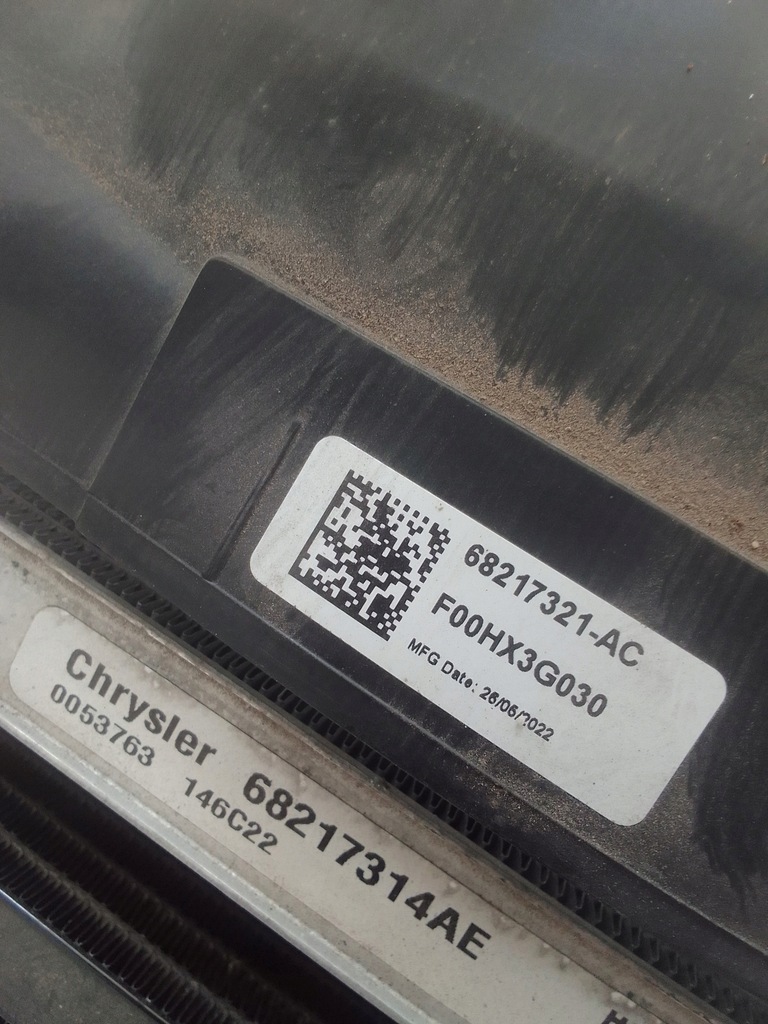 68217321-AC
F00HX3G030
MFG Date: 26/06/2022
Chrysler 68217314AE
0053763 146C22